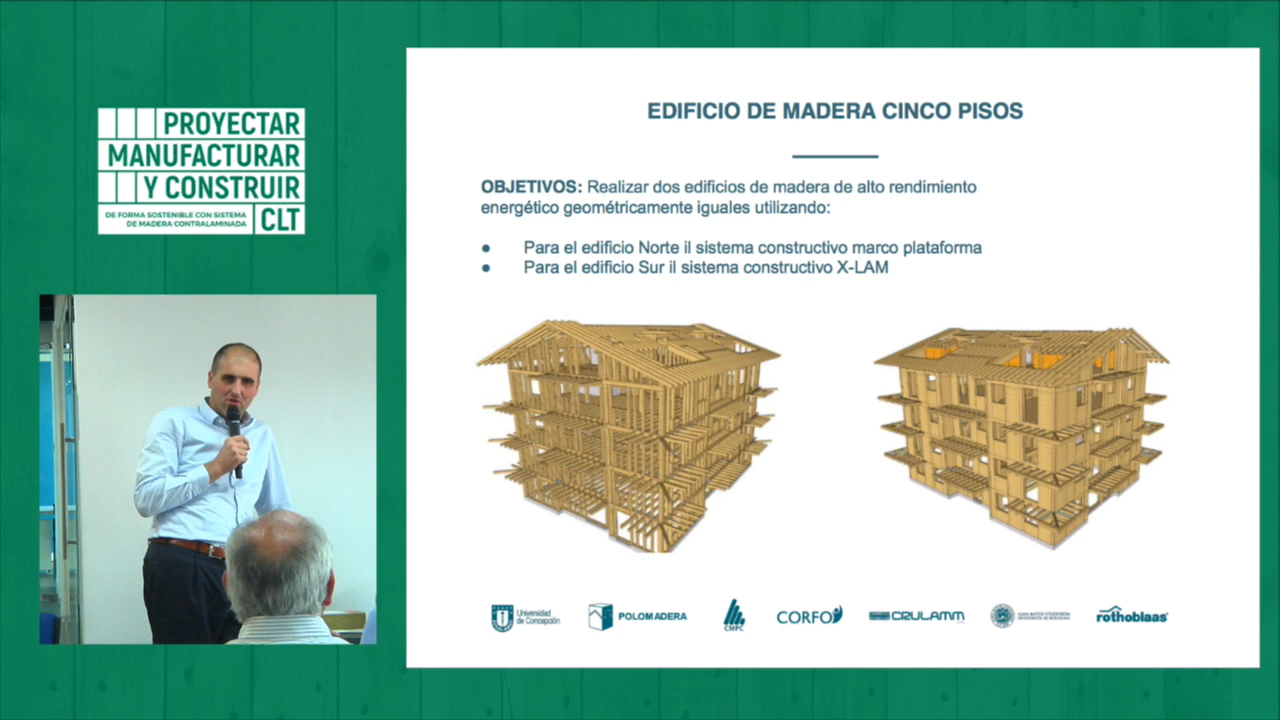 PROYECTAR
MANUFACTURAR
Y CONSTRUIR
DE FORMA SOSTENIBLE CON SISTEMA
DE MADERA CONTRALAMINADA
CLT
EDIFICIO DE MADERA CINCO PISOS
OBJETIVOS: Realizar dos edificios de madera de alto rendimiento
energético geométricamente iguales utilizando:
● Para el edificio Norte il sistema constructivo marco plataforma
● Para el edificio Sur il sistema constructivo X-LAM
Universidad
de Concepción
POLOMADERA
CMPC
CORFO
CRULAMM
rothoblaas